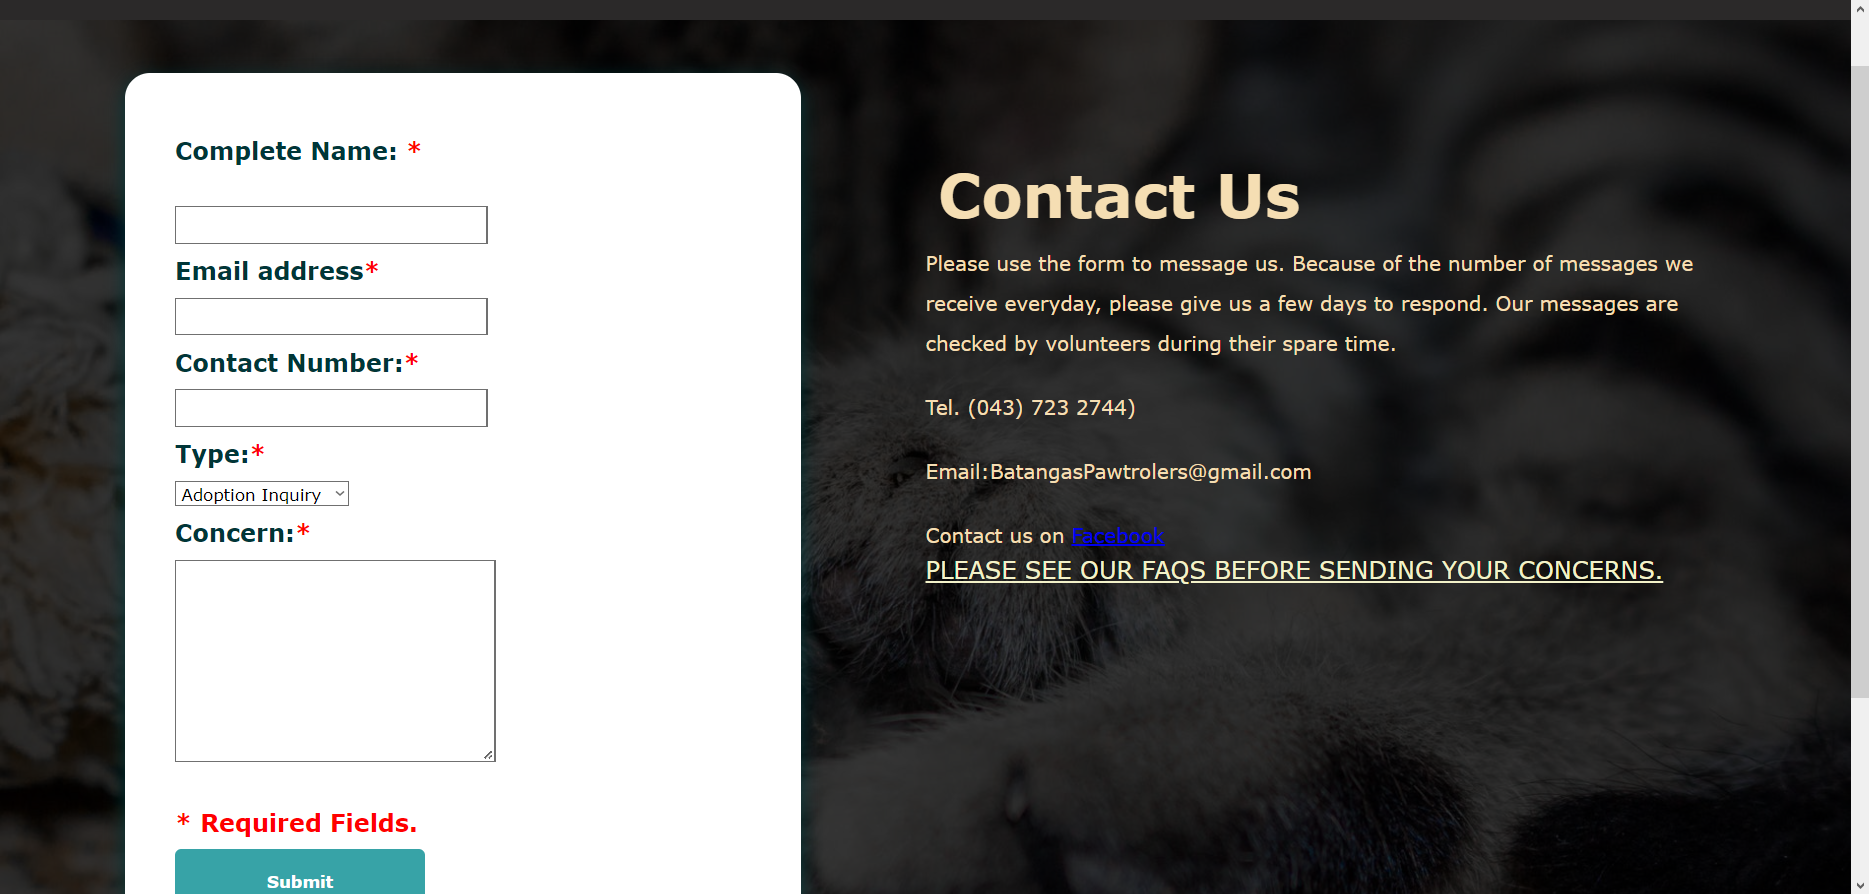 Complete Name: *
Email address*
Contact Number:*
Type:*
Adoption Inquiry
Concern:*
* Required Fields.
Submit
Contact Us
Please use the form to message us. Because of the number of messages we
receive everyday, please give us a few days to respond. Our messages are
checked by volunteers during their spare time.
Tel. (043) 723 2744)
Email:BatangasPawtrolers@gmail.com
Contact us on Facebook
PLEASE SEE OUR FAQS BEFORE SENDING YOUR CONCERNS.